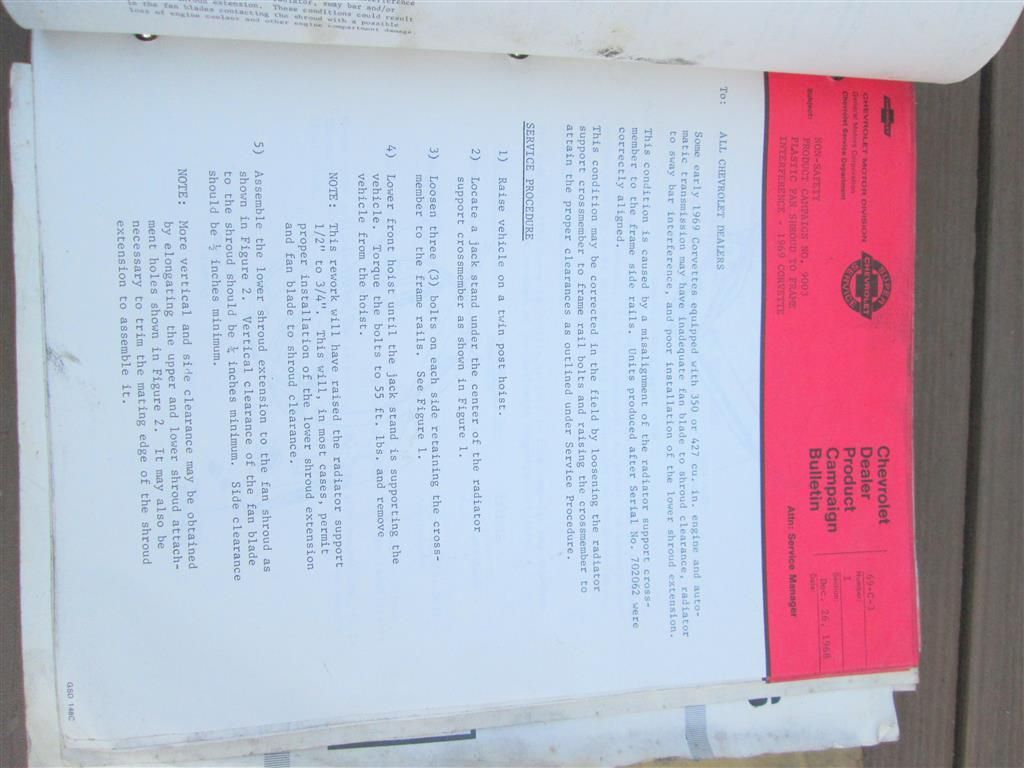 in the fan blades contacting the shroud with a possible
loss of engine coolant and other engine compartment damage.
CHEVROLET MOTOR DIVISION
General Motors Corporation
Chevrolet Service Department
SUPER
CHEVROLET
SERVICE
Chevrolet
Dealer
Product
Campaign
Bulletin
Attn: Service Manager
69-C-3
Number:
I
Section:
Dec. 26, 1968
Date:
Subject:
NON-SAFETY
PRODUCT CAMPAIGN NO. 9003
PLASTIC FAN SHROUD TO FRAME
INTERFERENCE - 1969 CORVETTE
To: ALL CHEVROLET DEALERS
Some early 1969 Corvettes equipped with 350 or 427 cu. in. engine and auto-
matic transmission may have inadequate fan blade to shroud clearance, radiator
to sway bar interference, and poor installation of the lower shroud extension.
This condition is caused by a misalignment of the radiator support cross-
member to the frame side rails. Units produced after Serial No. 702062 were
correctly aligned.
This condition may be corrected in the field by loosening the radiator
support crossmember to frame rail bolts and raising the crossmember to
attain the proper clearances as outlined under Service Procedure.
SERVICE PROCEDURE
1) Raise vehicle on a twin post hoist.
2) Locate a jack stand under the center of the radiator
support crossmember as shown in Figure 1.
3) Loosen three (3) bolts on each side retaining the cross-
member to the frame rails. See Figure 1.
4) Lower front hoist until the jack stand is supporting the
vehicle. Torque the bolts to 55 ft. lbs. and remove
vehicle from the hoist.
NOTE: This rework will have raised the radiator support
1/2" to 3/4". This will, in most cases, permit
proper installation of the lower shroud extension
and fan blade to shroud clearance.
5) Assemble the lower shroud extension to the fan shroud as
shown in Figure 2. Vertical clearance of the fan blade
to the shroud should be inches minimum. Side clearance
should be ½ inches minimum.
NOTE: More vertical and side clearance may be obtained
by elongating the upper and lower shroud attach-
ment holes shown in Figure 2. It may also be
necessary to trim the mating edge of the shroud
extension to assemble it.
GSD 148C